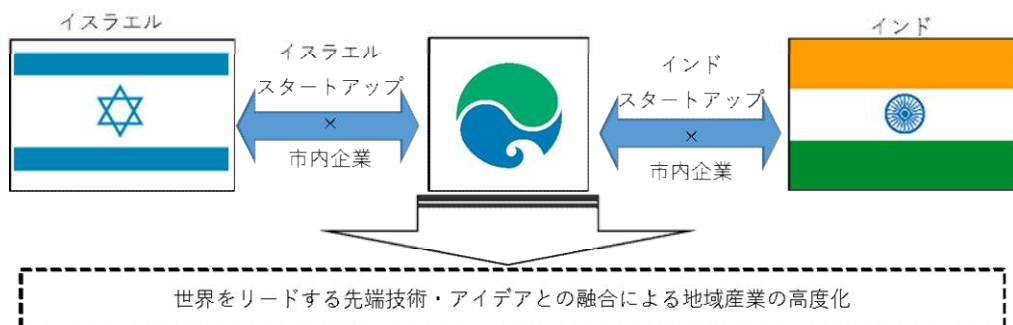 イスラエル
インド
イスラエル
スタートアップ
×
市内企業
インド
スタートアップ
×
市内企業
世界をリードする先端技術・アイデアとの融合による地域産業の高度化